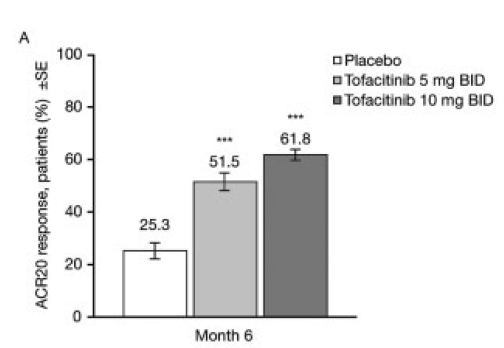 A
ACR20 response, patients (%) ±SE
100
80
60
40
20
0
25.3
***
51.5
***
61.8
Month 6
Placebo
Tofacitinib 5 mg BID
Tofacitinib 10 mg BID